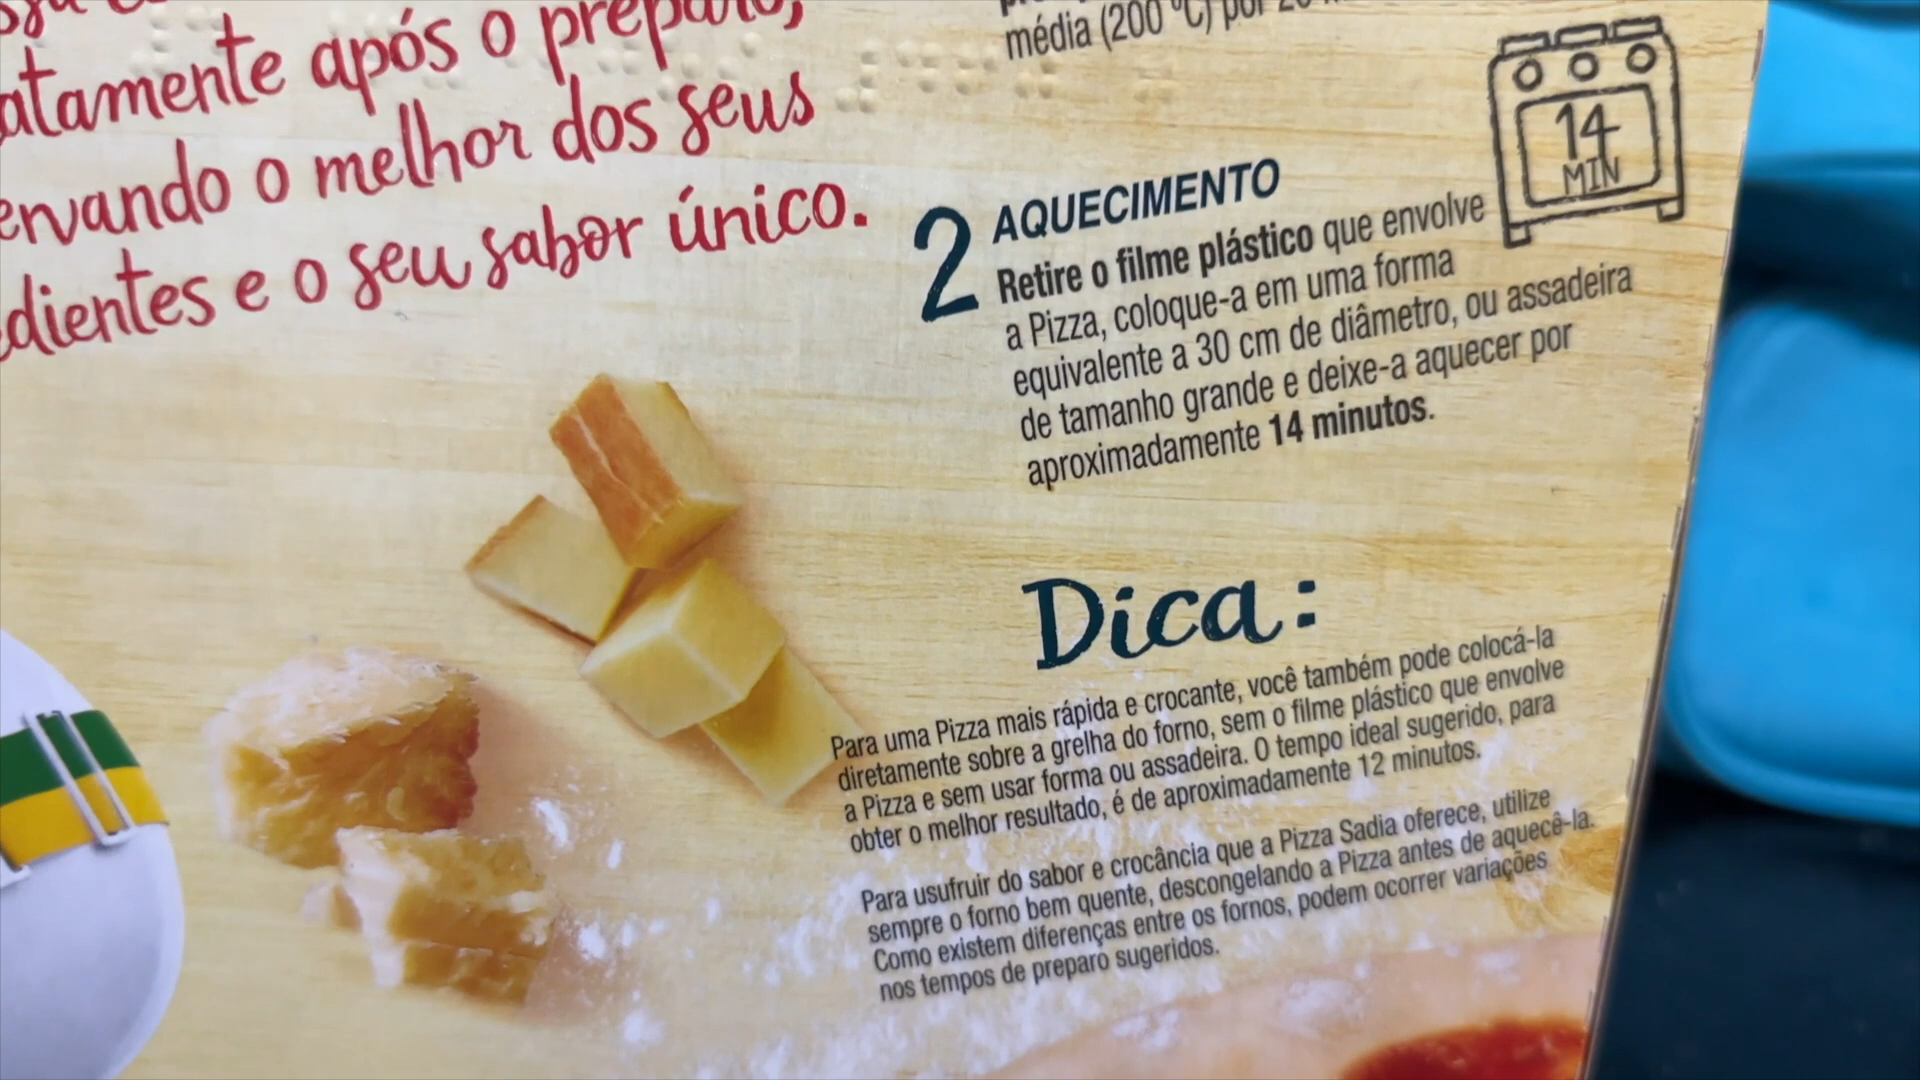 após o preparo,
melhor dos seus
e o seu sabor único.
média (200 °C) por
14
MIN
2 AQUECIMENTO
Retire o filme plástico que envolve
a Pizza, coloque-a em uma forma
equivalente a 30 cm de diâmetro, ou assadeira
de tamanho grande e deixe-a aquecer por
aproximadamente 14 minutos.
Dica:
Para uma Pizza mais rápida e crocante, você também pode colocá-la
diretamente sobre a grelha do forno, sem o filme plástico que envolve
a Pizza e sem usar forma ou assadeira. O tempo ideal sugerido, para
obter o melhor resultado, é de aproximadamente 12 minutos.
Para usufruir do sabor e crocância que a Pizza Sadia oferece, utilize
sempre o forno bem quente, descongelando a Pizza antes de aquecê-la.
Como existem diferenças entre os fornos, podem ocorrer variações
nos tempos de preparo sugeridos.